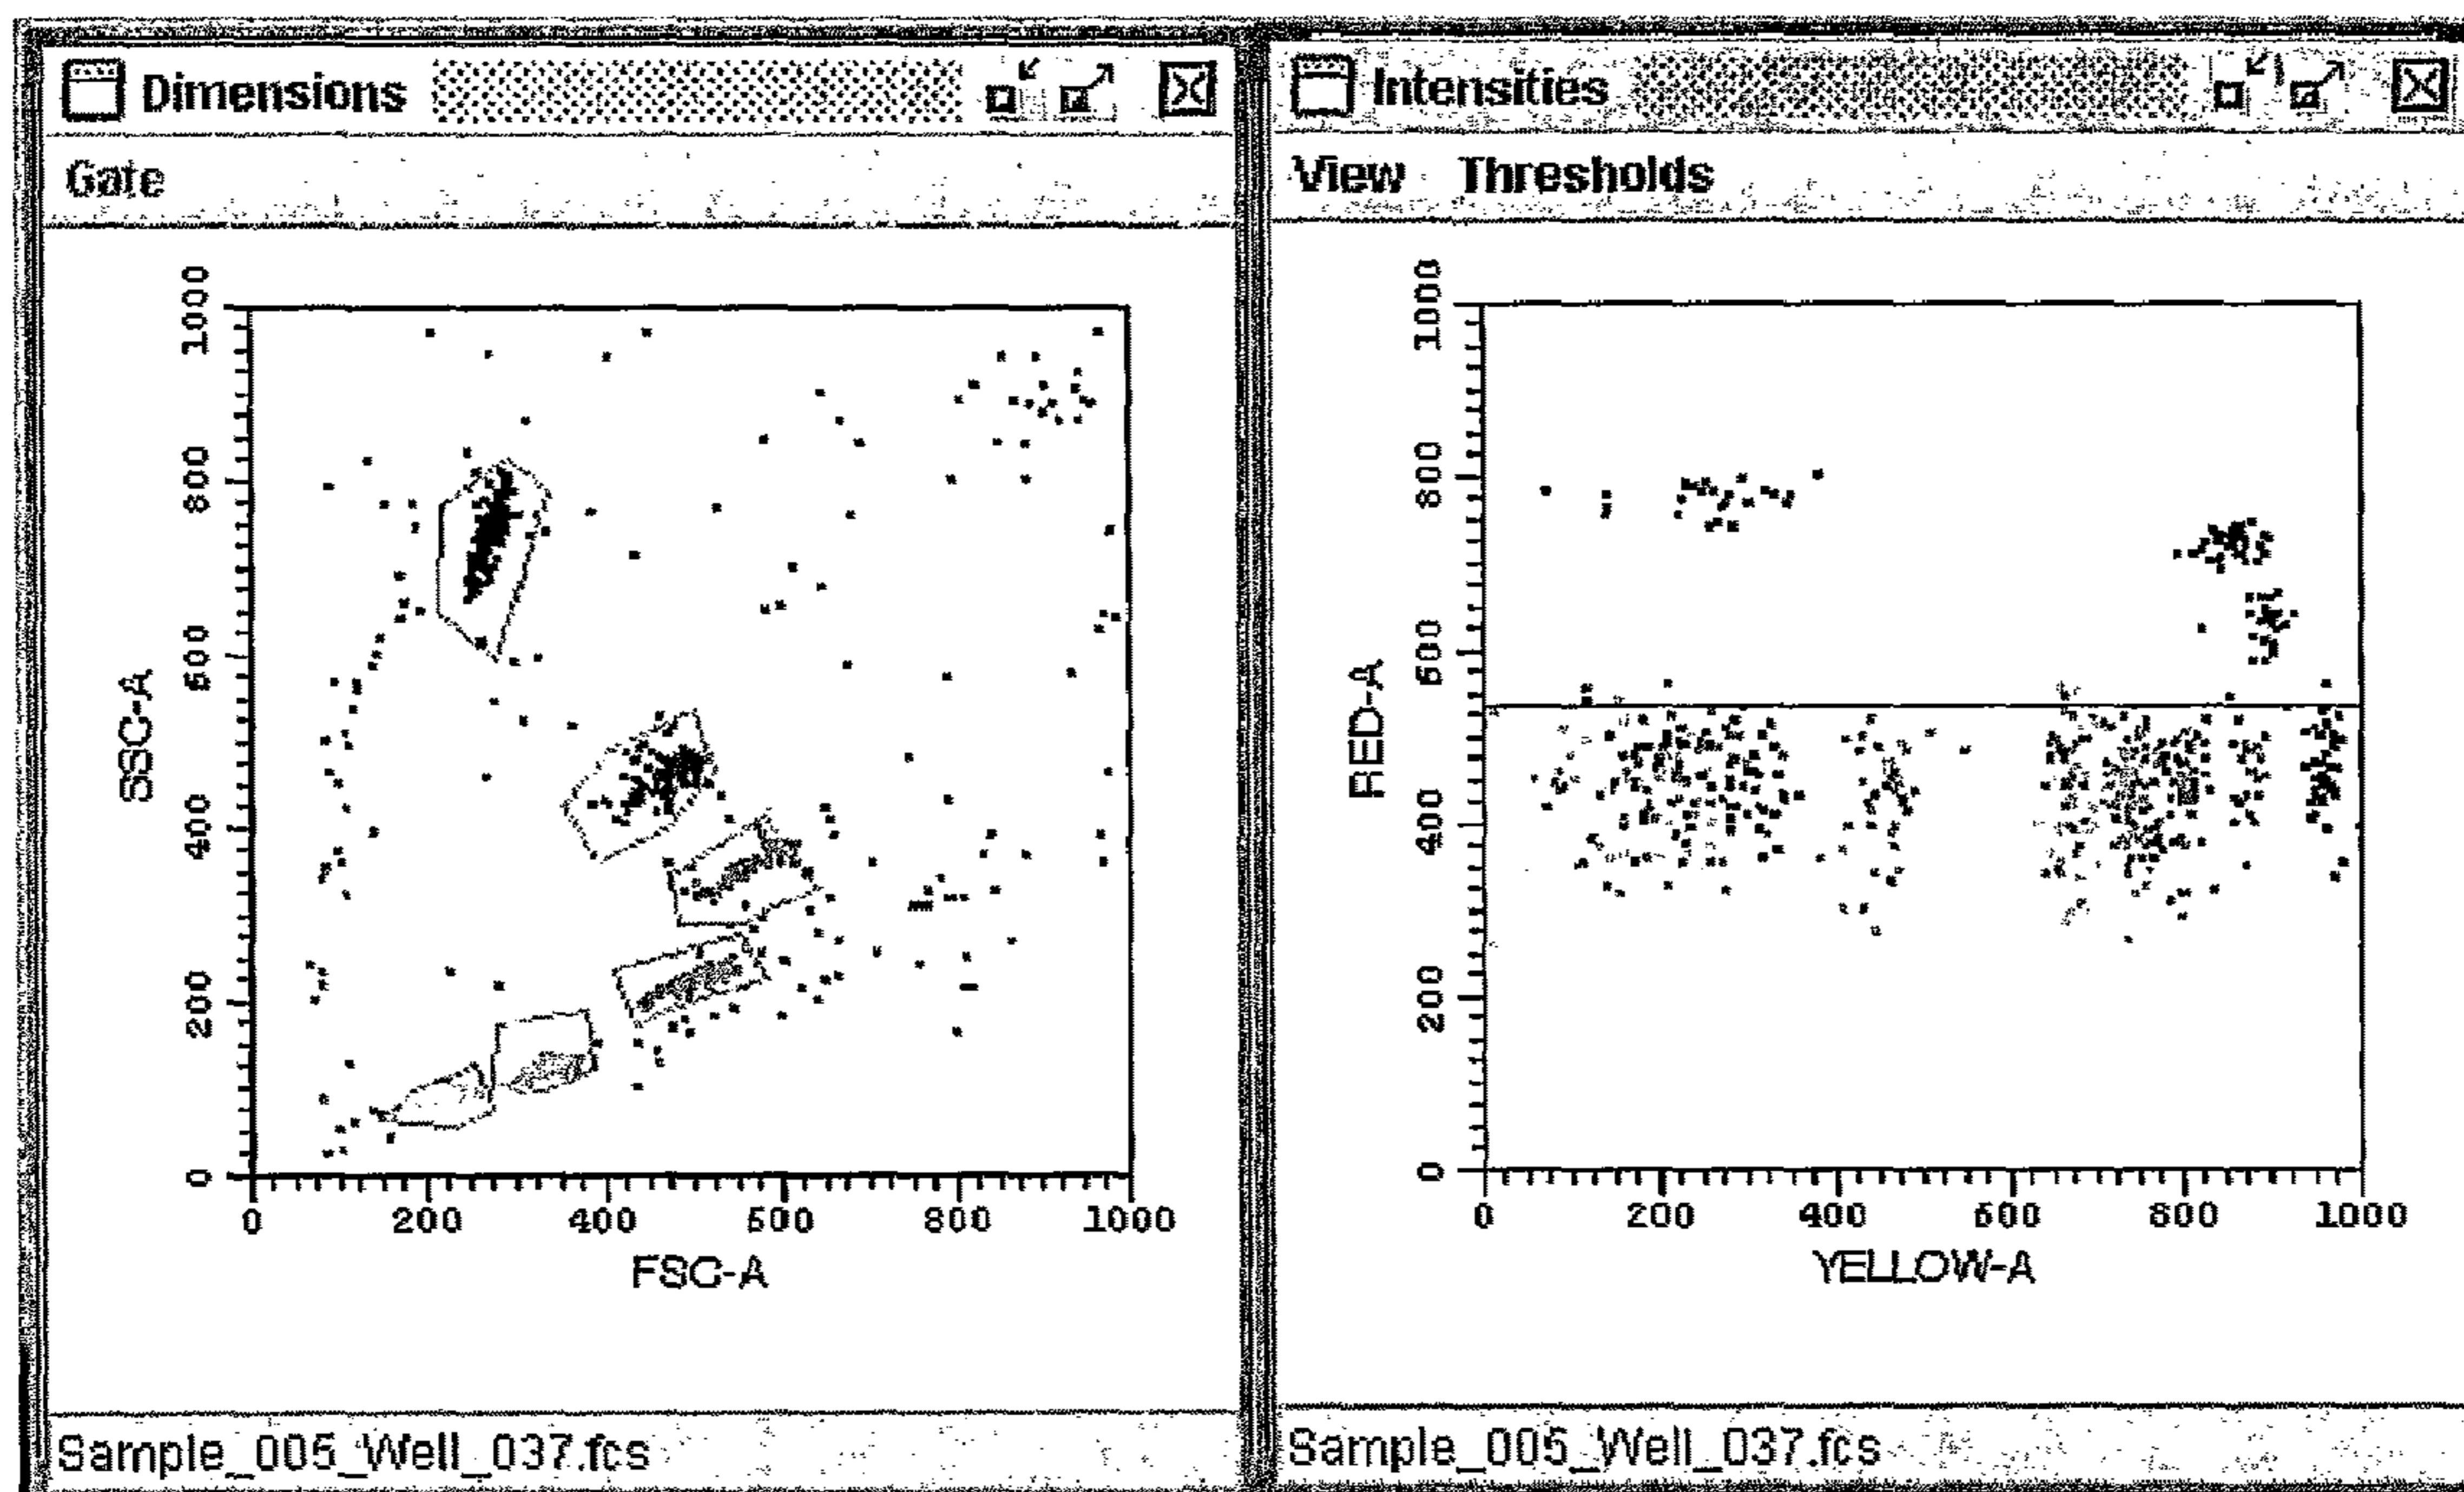 Dimensions
Gate
1000
800
600
400
200
0
SSC-A
0 200 400 600 800 1000
FSC-A
Sample_005_Well_037.fcs
Intensities
View Thresholds
1000
800
600
400
200
0
RED-A
0 200 400 600 800 1000
YELLOW-A
Sample_005_Well_037.fcs